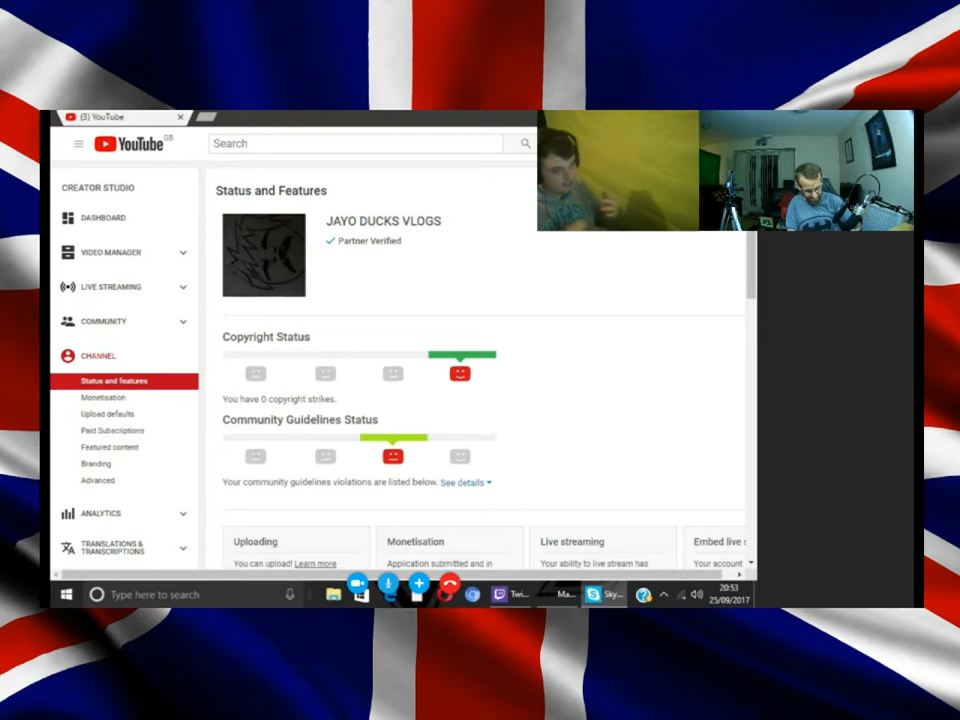 (3) YouTube
YouTube GB
Search
CREATOR STUDIO
DASHBOARD
VIDEO MANAGER
LIVE STREAMING
COMMUNITY
CHANNEL
Status and features
Monetisation
Upload defaults
Paid Subscriptions
Featured content
Branding
Advanced
ANALYTICS
TRANSLATIONS &
TRANSCRIPTIONS
Status and Features
JAYO DUCKS VLOGS
Partner Verified
Copyright Status
You have 0 copyright strikes.
Community Guidelines Status
Your community guidelines violations are listed below. See details
Uploading
You can upload! Learn more
Monetisation
Application submitted and in
Live streaming
Your ability to live stream has
Embed live s
Your account
Type here to search
Twi...
Ma...
Sky...
20:53
25/09/2017